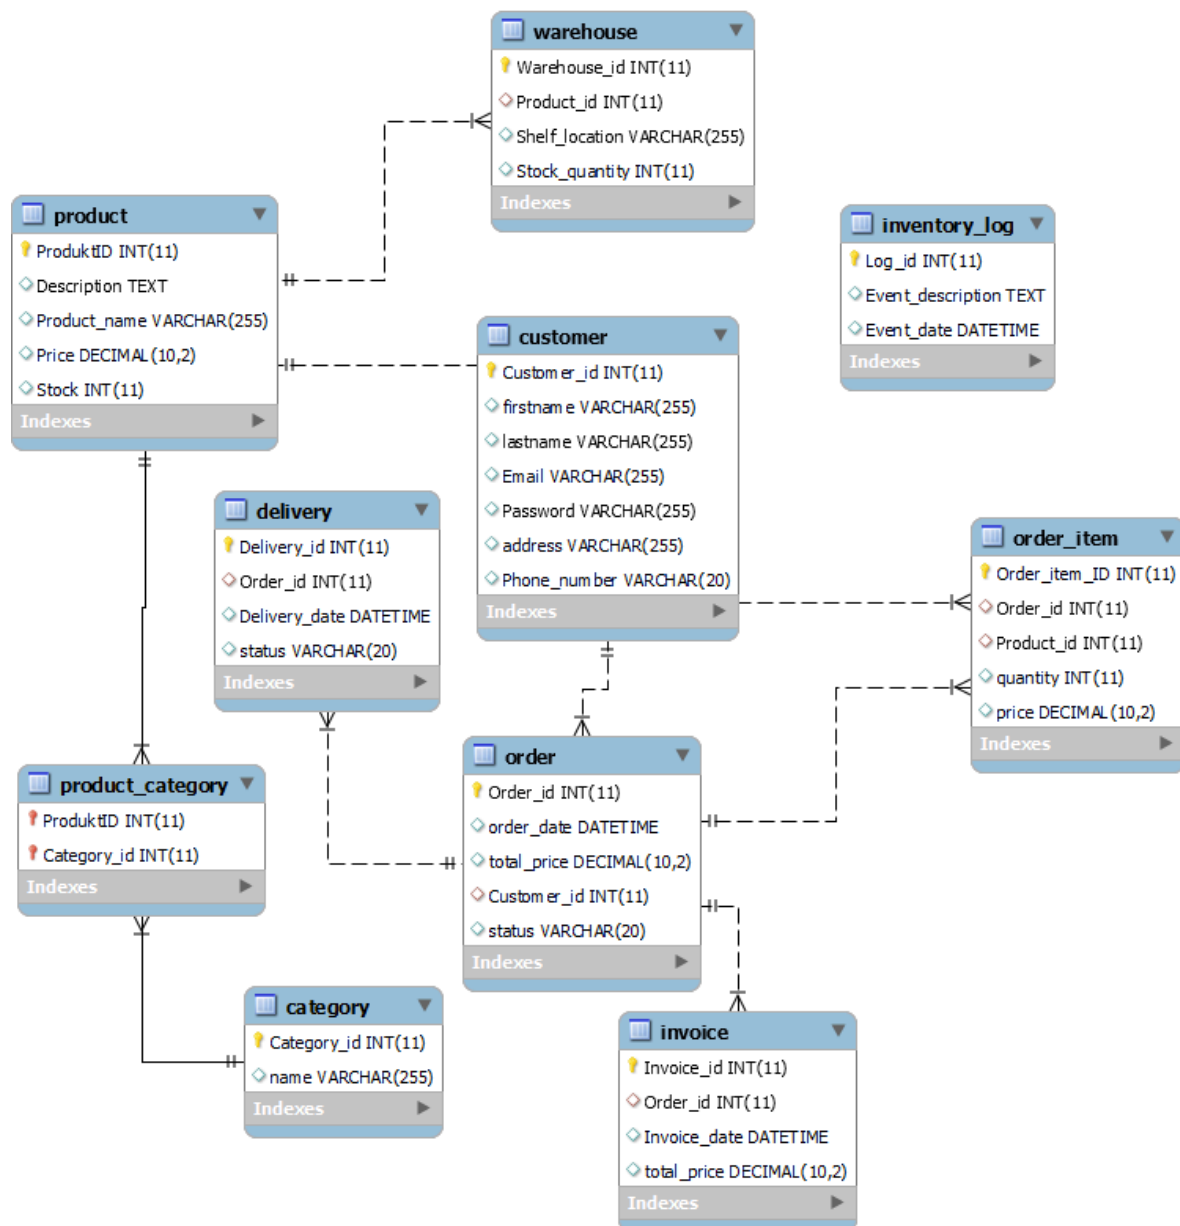 warehouse
Warehouse_id INT(11)
Product_id INT(11)
Shelf_location VARCHAR(255)
Stock_quantity INT(11)
Indexes
product
ProduktID INT(11)
Description TEXT
Product_name VARCHAR(255)
Price DECIMAL(10,2)
Stock INT(11)
Indexes
inventory_log
Log_id INT(11)
Event_description TEXT
Event_date DATETIME
Indexes
customer
Customer_id INT(11)
firstname VARCHAR(255)
lastname VARCHAR(255)
Email VARCHAR(255)
Password VARCHAR(255)
address VARCHAR(255)
Phone_number VARCHAR(20)
Indexes
delivery
Delivery_id INT(11)
Order_id INT(11)
Delivery_date DATETIME
status VARCHAR(20)
Indexes
order_item
Order_item_ID INT(11)
Order_id INT(11)
Product_id INT(11)
quantity INT(11)
price DECIMAL(10,2)
Indexes
order
Order_id INT(11)
order_date DATETIME
total_price DECIMAL(10,2)
Customer_id INT(11)
status VARCHAR(20)
Indexes
product_category
ProduktID INT(11)
Category_id INT(11)
Indexes
category
Category_id INT(11)
name VARCHAR(255)
Indexes
invoice
Invoice_id INT(11)
Order_id INT(11)
Invoice_date DATETIME
total_price DECIMAL(10,2)
Indexes